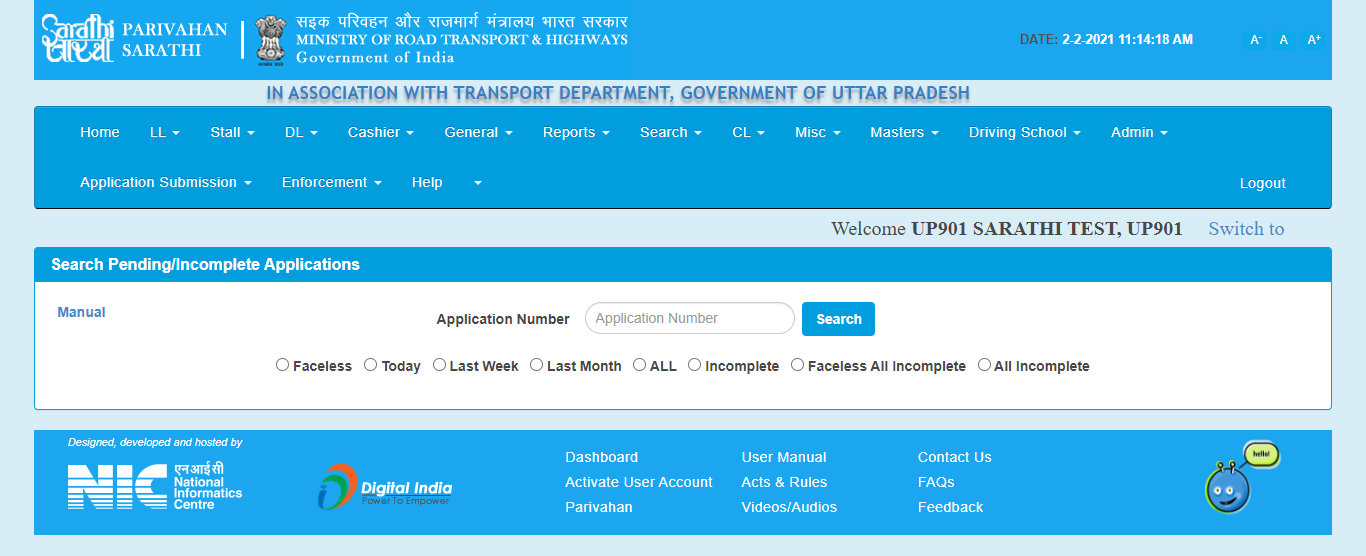 Sarathi
सारथी
PARIVAHAN
SARATHI
सड़क परिवहन और राजमार्ग मंत्रालय भारत सरकार
MINISTRY OF ROAD TRANSPORT & HIGHWAYS
Government of India
DATE: 2-2-2021 11:14:18 AM
A- A A+
IN ASSOCIATION WITH TRANSPORT DEPARTMENT, GOVERNMENT OF UTTAR PRADESH
Home LL Stall DL Cashier General Reports Search CL Misc Masters Driving School Admin
Application Submission Enforcement Help Logout
Welcome UP901 SARATHI TEST, UP901 Switch to
Search Pending/Incomplete Applications
Manual
Application Number Application Number Search
Faceless Today Last Week Last Month ALL Incomplete Faceless All Incomplete All Incomplete
Designed, developed and hosted by
NIC
एनआईसी
National
Informatics
Centre
Digital India
Power To Empower
Dashboard User Manual Contact Us
Activate User Account Acts & Rules FAQs
Parivahan Videos/Audios Feedback
hello!